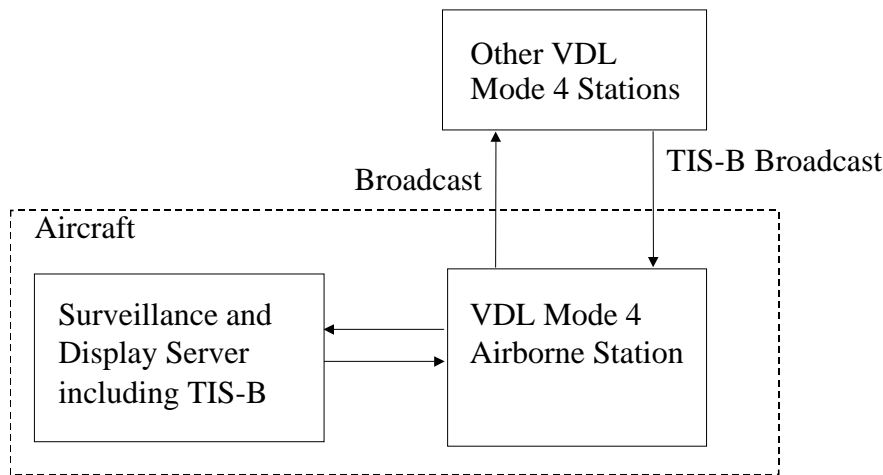 Other VDL
Mode 4 Stations
Broadcast
TIS-B Broadcast
Aircraft
Surveillance and
Display Server
including TIS-B
VDL Mode 4
Airborne Station